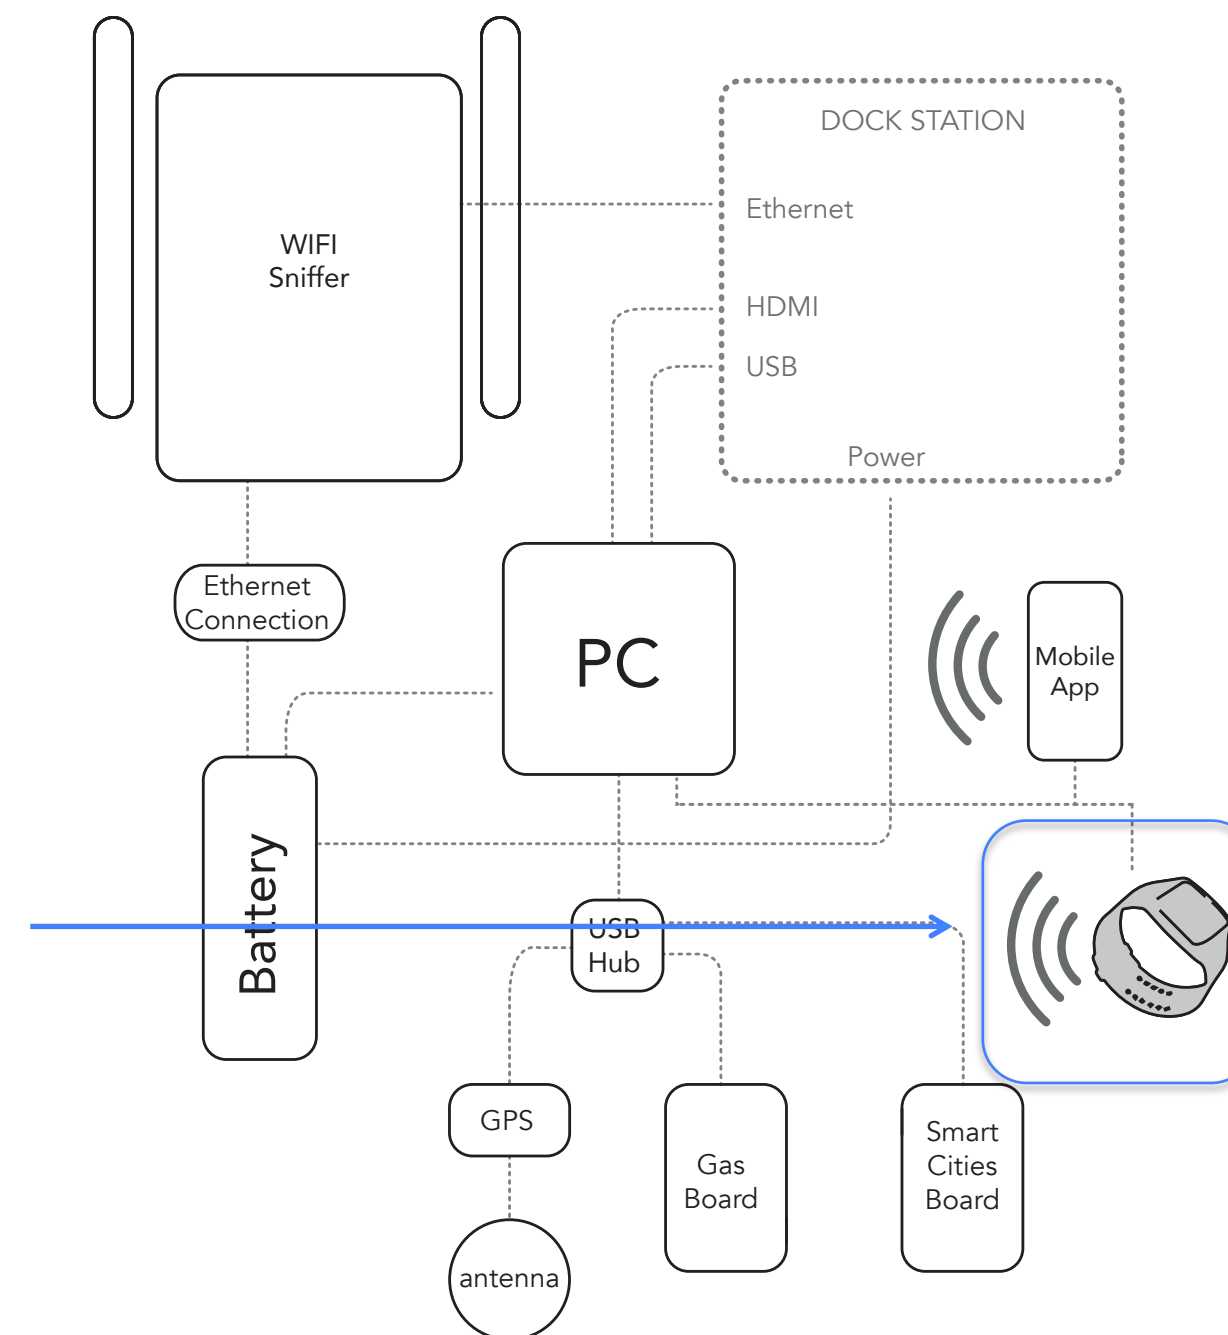 DOCK STATION
WIFI
Sniffer
Ethernet
HDMI
USB
Power
Ethernet
Connection
PC
Mobile
App
Battery
USB
Hub
GPS
Gas
Board
Smart
Cities
Board
antenna